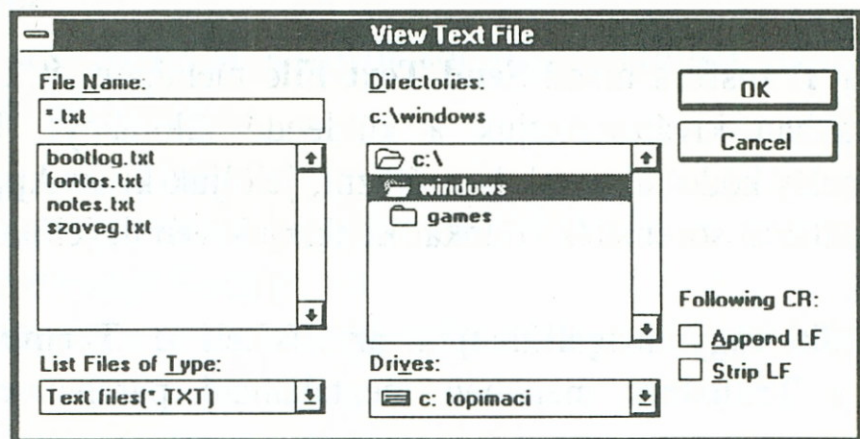 View Text File
File Name:
*.txt
bootlog.txt
fontos.txt
notes.txt
szoveg.txt
List Files of Type:
Text files(*.TXT)
Directories:
c:\windows
c:\
windows
games
Drives:
c: topimaci
OK
Cancel
Following CR:
Append LF
Strip LF